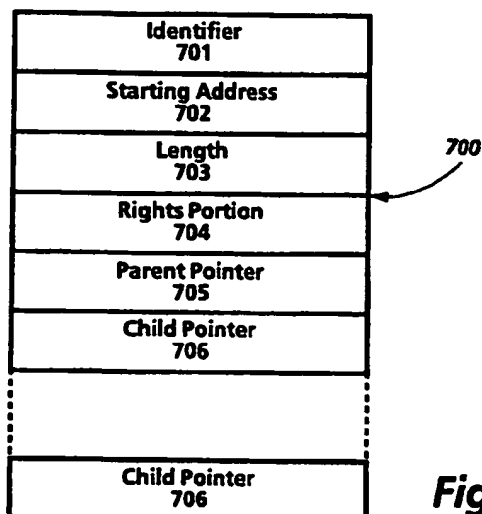 Identifier
701
Starting Address
702
Length
703
700
Rights Portion
704
Parent Pointer
705
Child Pointer
706
Child Pointer
706
Fig